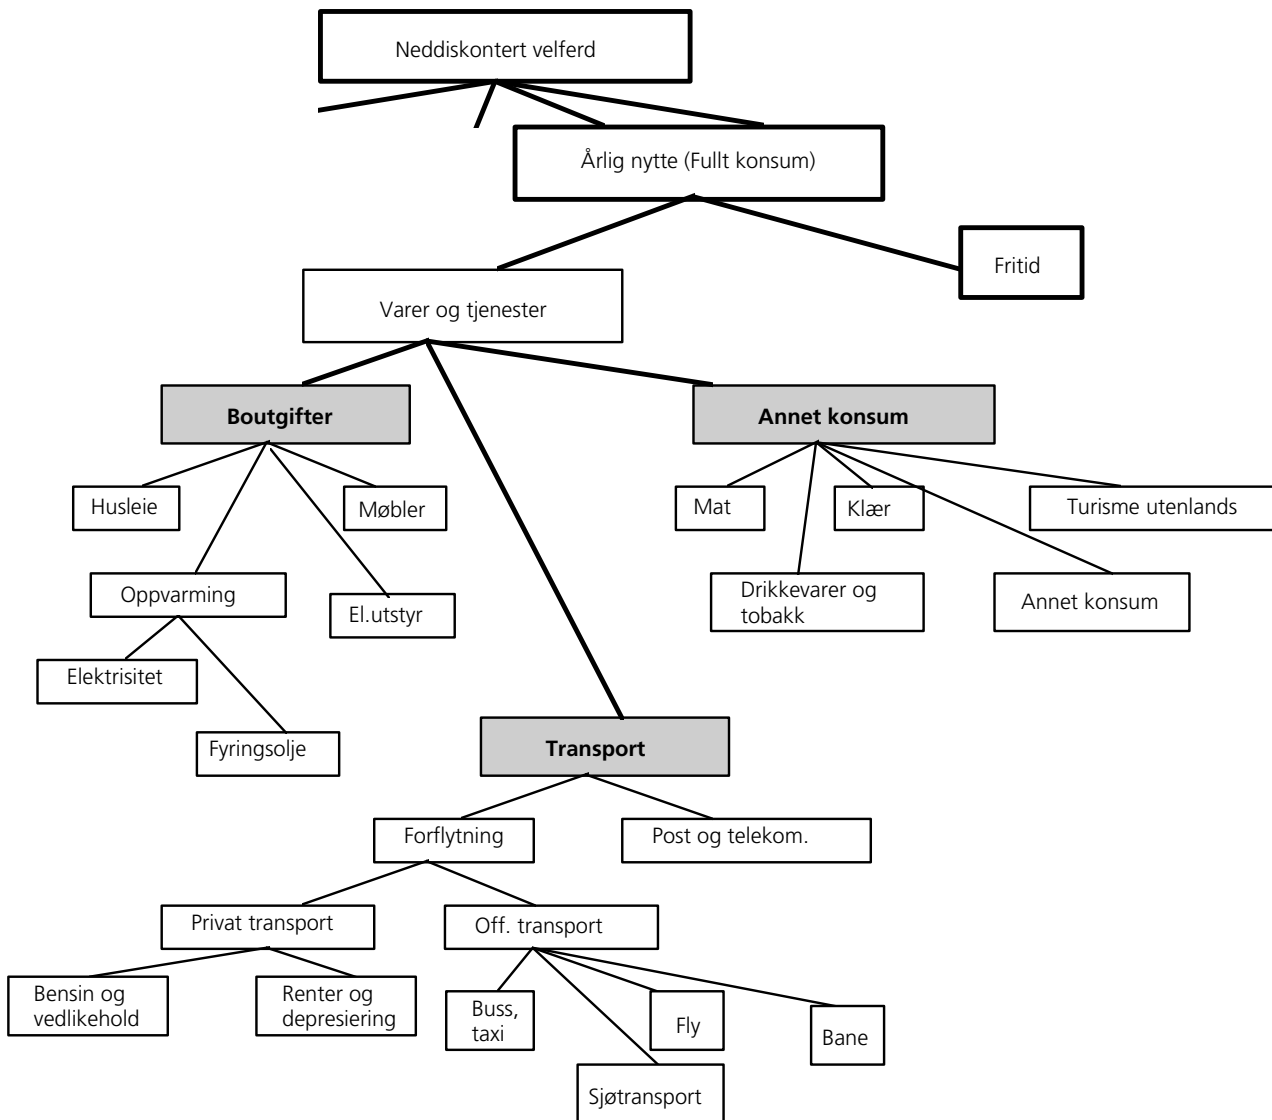 Neddiskontert velferd
Årlig nytte (Fullt konsum)
Fritid
Varer og tjenester
Boutgifter
Annet konsum
Husleie
Møbler
Mat
Klær
Turisme utenlands
Oppvarming
El.utstyr
Drikkevarer og
tobakk
Annet konsum
Elektrisitet
Fyringsolje
Transport
Forflytning
Post og telekom.
Privat transport
Off. transport
Bensin og
vedlikehold
Renter og
depresiering
Buss,
taxi
Fly
Bane
Sjøtransport